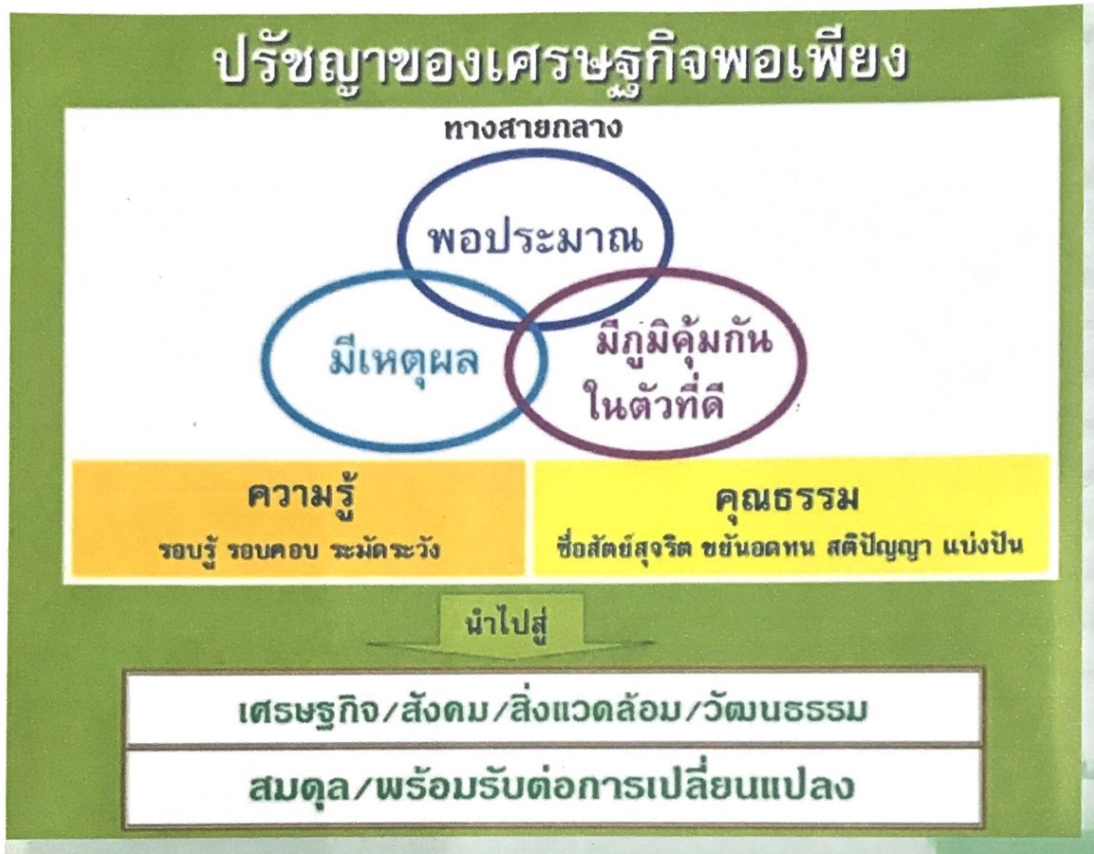 ปรัชญาของเศรษฐกิจพอเพียง
ทางสายกลาง
พอประมาณ
มีเหตุผล
มีภูมิคุ้มกัน
ในตัวที่ดี
ความรู้
รอบรู้ รอบคอบ ระมัดระวัง
คุณธรรม
ซื่อสัตย์สุจริต ขยันอดทน สติปัญญา แบ่งปัน
นำไปสู่
เศรษฐกิจ/สังคม/สิ่งแวดล้อม/วัฒนธรรม
สมดุล/พร้อมรับต่อการเปลี่ยนแปลง